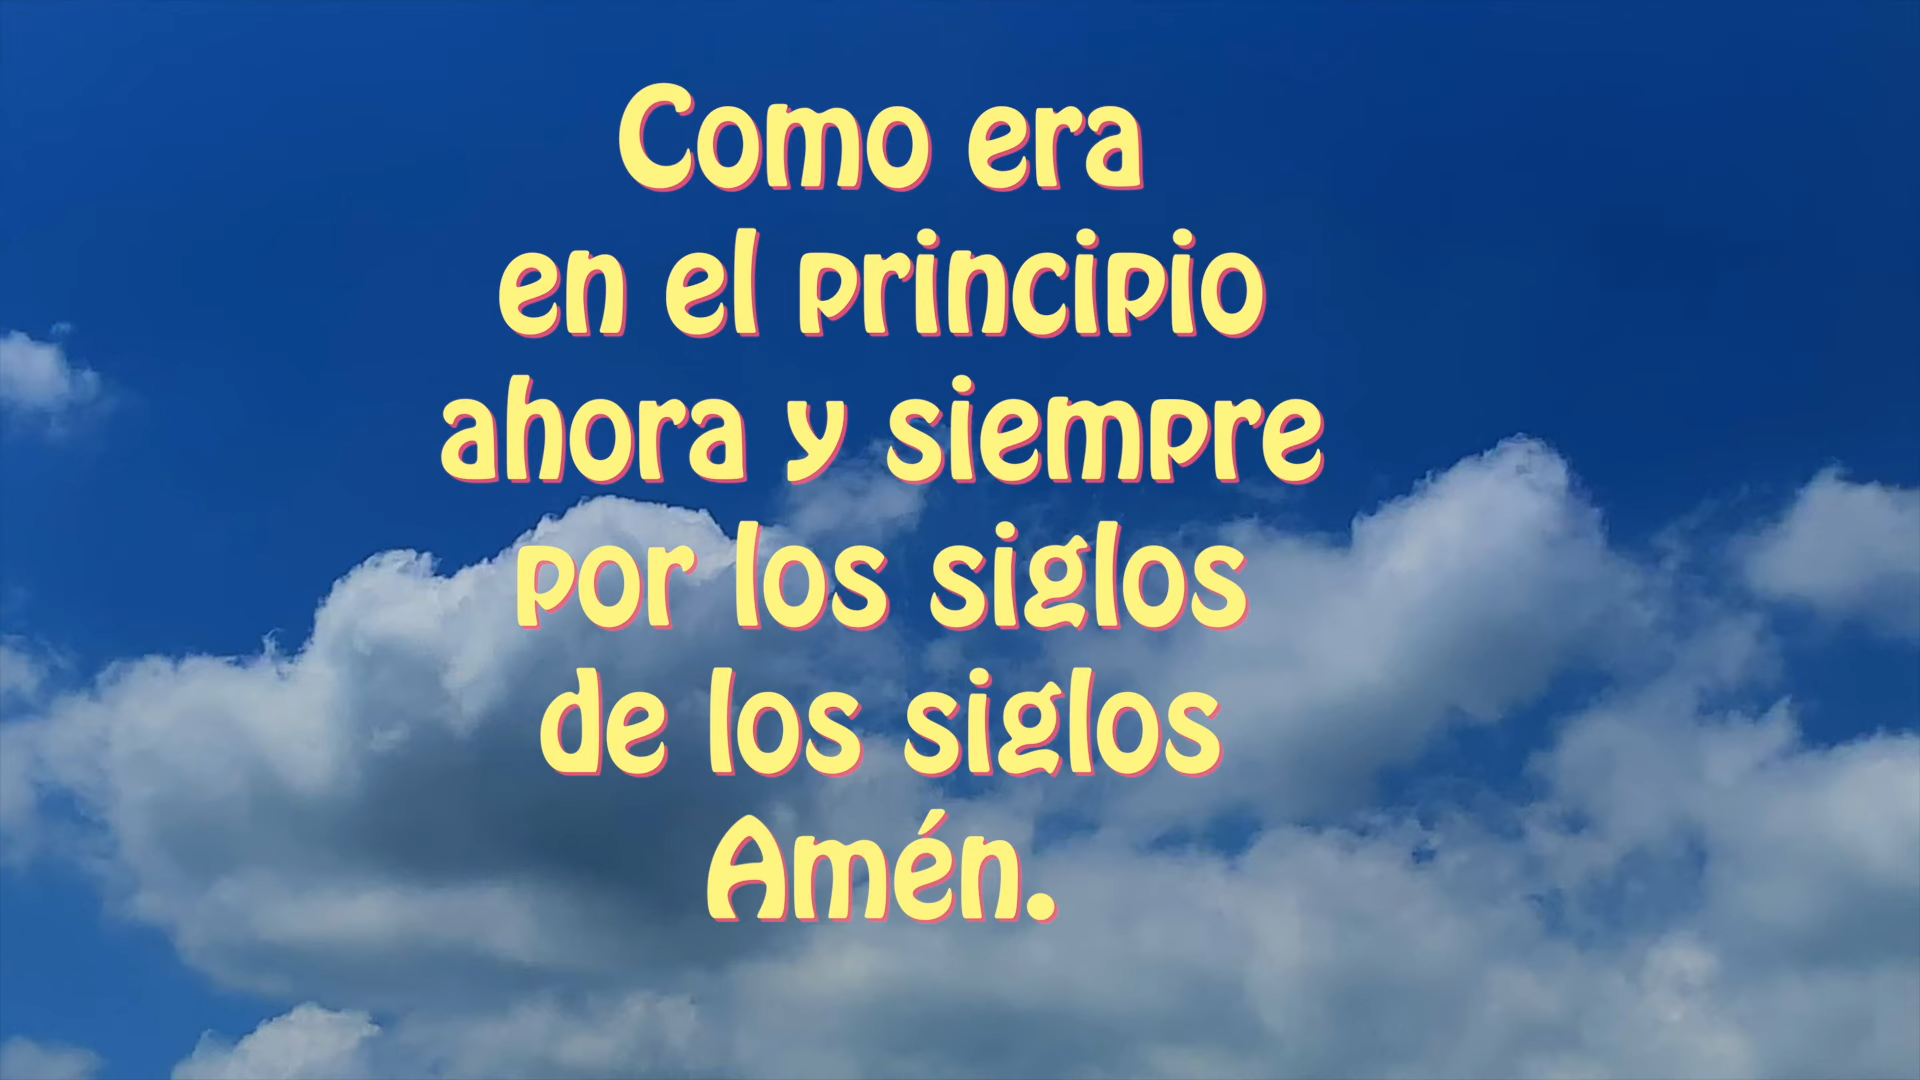 Como era
en el principio
ahora y siempre
por los siglos
de los siglos
Amén.